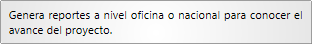 Genera reportes a nivel oficina o nacional para conocer el
avance del proyecto.